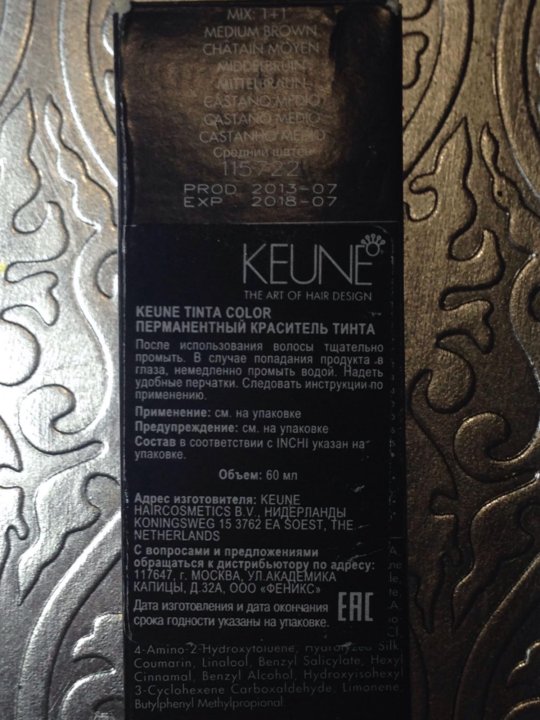 MIX: 1+1
MEDIUM BROWN
CHÂTAIN MOYEN
MIDDELBRUIN
MITTELBRAUN
CASTAÑO MEDIO
CASTANO MEDIO
CASTANHO MEDIO
Средний шатен
115722
PROD 2013-07
EXP 2018-07
KEUNE
THE ART OF HAIR DESIGN
KEUNE TINTA COLOR
ПЕРМАНЕНТНЫЙ КРАСИТЕЛЬ ТИНТА
После использования волосы тщательно
промыть. В случае попадания продукта в
глаза, немедленно промыть водой. Надеть
удобные перчатки. Следовать инструкции по
применению.
Применение: см. на упаковке
Предупреждение: см. на упаковке
Состав в соответствии с INCHI указан на
упаковке.
Объем: 60 мл
Адрес изготовителя: KEUNE
HAIRCOSMETICS B.V., НИДЕРЛАНДЫ
KONINGSWEG 15 3762 EA SOEST, THE
NETHERLANDS
С вопросами и предложениями
обращаться к дистрибьютору по адресу:
117647, г. МОСКВА, УЛ.АКАДЕМИКА
КАПИЦЫ, Д.32А, ООО «ФЕНИКС»
Дата изготовления и дата окончания
срока годности указаны на упаковке.
EAC
4-Amino-2-Hydroxytoluene, Hydrolyzed Silk
Coumarin, Linalool, Benzyl Salicylate, Hexyl
Cinnamal, Benzyl Alcohol, Hydroxyisohexyl
3-Cyclohexene Carboxaldehyde, Limonene,
Butylphenyl Methylpropional.